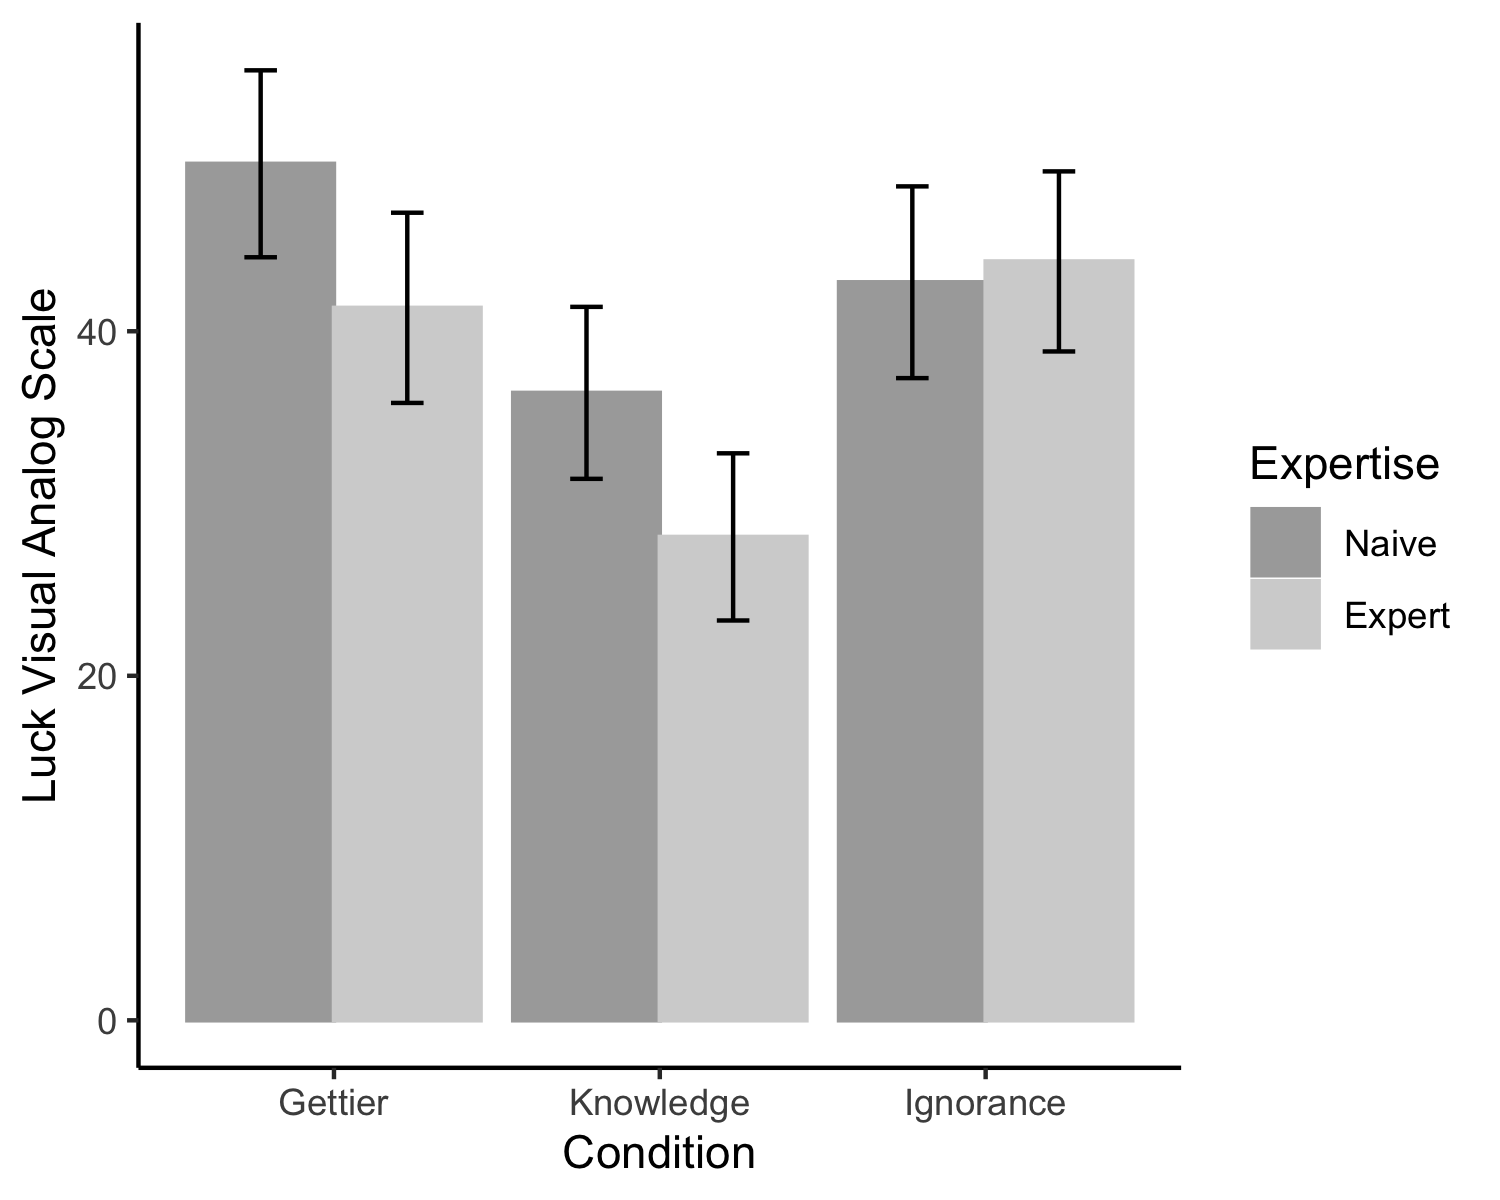 Luck Visual Analog Scale
40
20
0
Gettier
Knowledge
Ignorance
Condition
Expertise
Naive
Expert